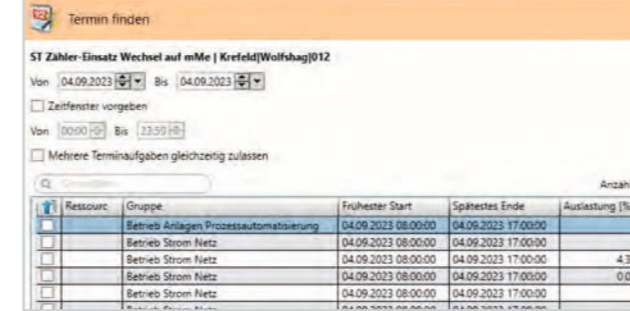 Termin finden
ST Zähler-Einsatz Wechsel auf mMe | Krefeld|Wolfshag|012
Von 04.09.2023 Bis 04.09.2023
Zeitfenster vorgeben
Von 00:00 Bis 23:59
Mehrere Terminaufgaben gleichzeitig zulassen
Anzahl
Ressourc Gruppe Frühester Start Spätestes Ende Auslastung [%
Betrieb Anlagen Prozessautomatisierung 04.09.2023 08:00:00 04.09.2023 17:00:00
Betrieb Strom Netz 04.09.2023 08:00:00 04.09.2023 17:00:00
Betrieb Strom Netz 04.09.2023 08:00:00 04.09.2023 17:00:00 4.3
Betrieb Strom Netz 04.09.2023 08:00:00 04.09.2023 17:00:00 0.0
Betrieb Strom Netz 04.09.2023 08:00:00 04.09.2023 17:00:00
Betrieb Strom Netz